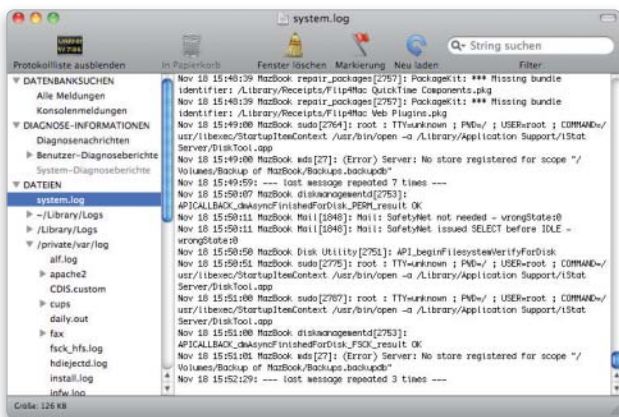 system.log
Protokollliste ausblenden
In Papierkorb
Fenster löschen
Markierung
Neu laden
String suchen
Filter
DATENBANKSUCHEN
Alle Meldungen
Konsolenmeldungen
DIAGNOSE-INFORMATIONEN
Diagnosenachrichten
Benutzer-Diagnoseberichte
System-Diagnoseberichte
DATEIEN
system.log
~/Library/Logs
/Library/Logs
/private/var/log
alf.log
apache2
CDIS.custom
cups
daily.out
fax
fsck_hfs.log
hdiejectd.log
install.log
infw.log
Größe: 126 KB
Nov 18 15:48:39 MazBook repair_packages[2757]: PackageKit: *** Missing bundle
identifier: /Library/Receipts/Flip4Mac QuickTime Components.pkg
Nov 18 15:48:39 MazBook repair_packages[2757]: PackageKit: *** Missing bundle
identifier: /Library/Receipts/Flip4Mac Web Plugins.pkg
Nov 18 15:49:00 MazBook sudo[2764]: root : TTY=unknown ; PWD=/ ; USER=root ; COMMAND=/
usr/libexec/StartupItemContext /usr/bin/open -a /Library/Application Support/iStat
Server/DiskTool.app
Nov 18 15:49:00 MazBook mds[27]: (Error) Server: No store registered for scope "/
Volumes/Backup of MazBook/Backups.backupdb"
Nov 18 15:49:59: --- last message repeated 7 times ---
Nov 18 15:50:07 MazBook diskmanagementd[2753]:
APICALLBACK_dmAsyncFinishedForDisk_PERM_result OK
Nov 18 15:50:11 MazBook Mail[1848]: Mail: SafetyNet not needed - wrongState:0
Nov 18 15:50:11 MazBook Mail[1848]: Mail: SafetyNet issued SELECT before IDLE -
wrongState:0
Nov 18 15:50:50 MazBook Disk Utility[2751]: API_beginFilesystemVerifyForDisk
Nov 18 15:50:51 MazBook sudo[2775]: root : TTY=unknown ; PWD=/ ; USER=root ; COMMAND=/
usr/libexec/StartupItemContext /usr/bin/open -a /Library/Application Support/iStat
Server/DiskTool.app
Nov 18 15:51:00 MazBook sudo[2787]: root : TTY=unknown ; PWD=/ ; USER=root ; COMMAND=/
usr/libexec/StartupItemContext /usr/bin/open -a /Library/Application Support/iStat
Server/DiskTool.app
Nov 18 15:51:00 MazBook diskmanagementd[2753]:
APICALLBACK_dmAsyncFinishedForDisk_FSCK_result OK
Nov 18 15:51:01 MazBook mds[27]: (Error) Server: No store registered for scope "/
Volumes/Backup of MazBook/Backups.backupdb"
Nov 18 15:52:29: --- last message repeated 3 times ---